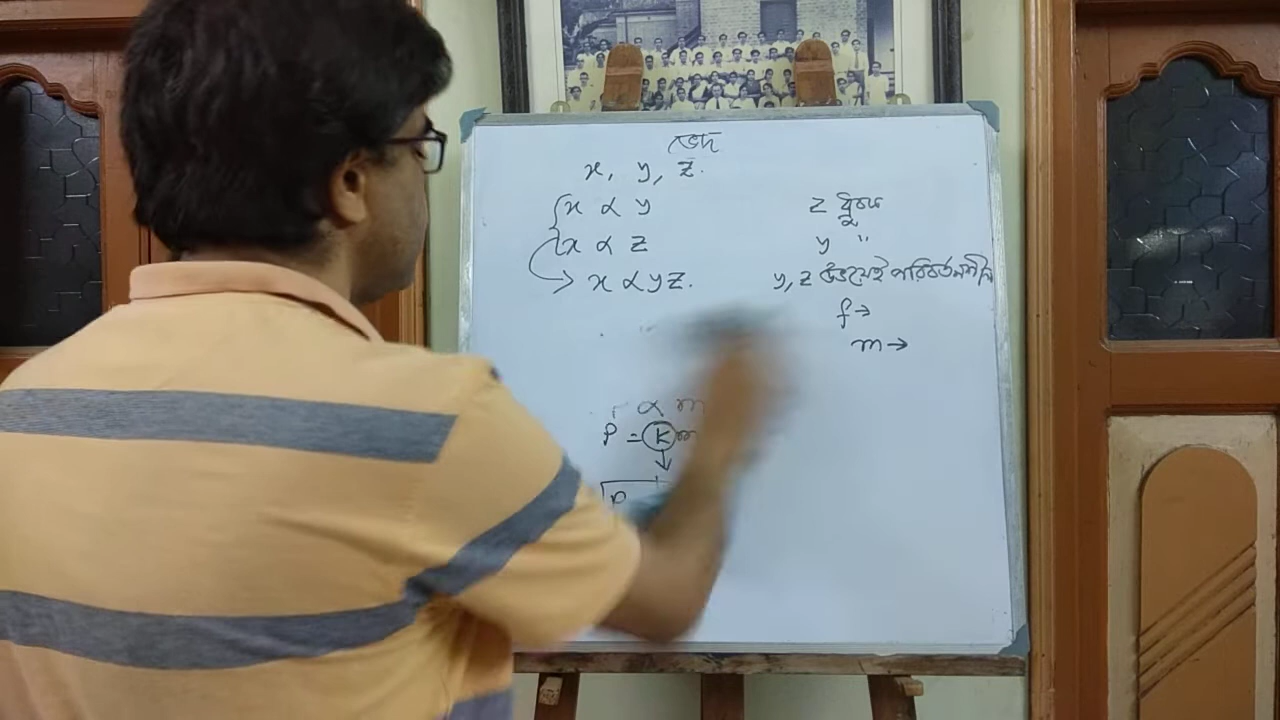 ভেদ
x, y, z.
x ∝ y z ধ্রুবক
x ∝ z y "
→ x ∝ yz. y, z উভয়েই পরিবর্তনশীল
f →
m →
∝ m
P = K m
↓
P